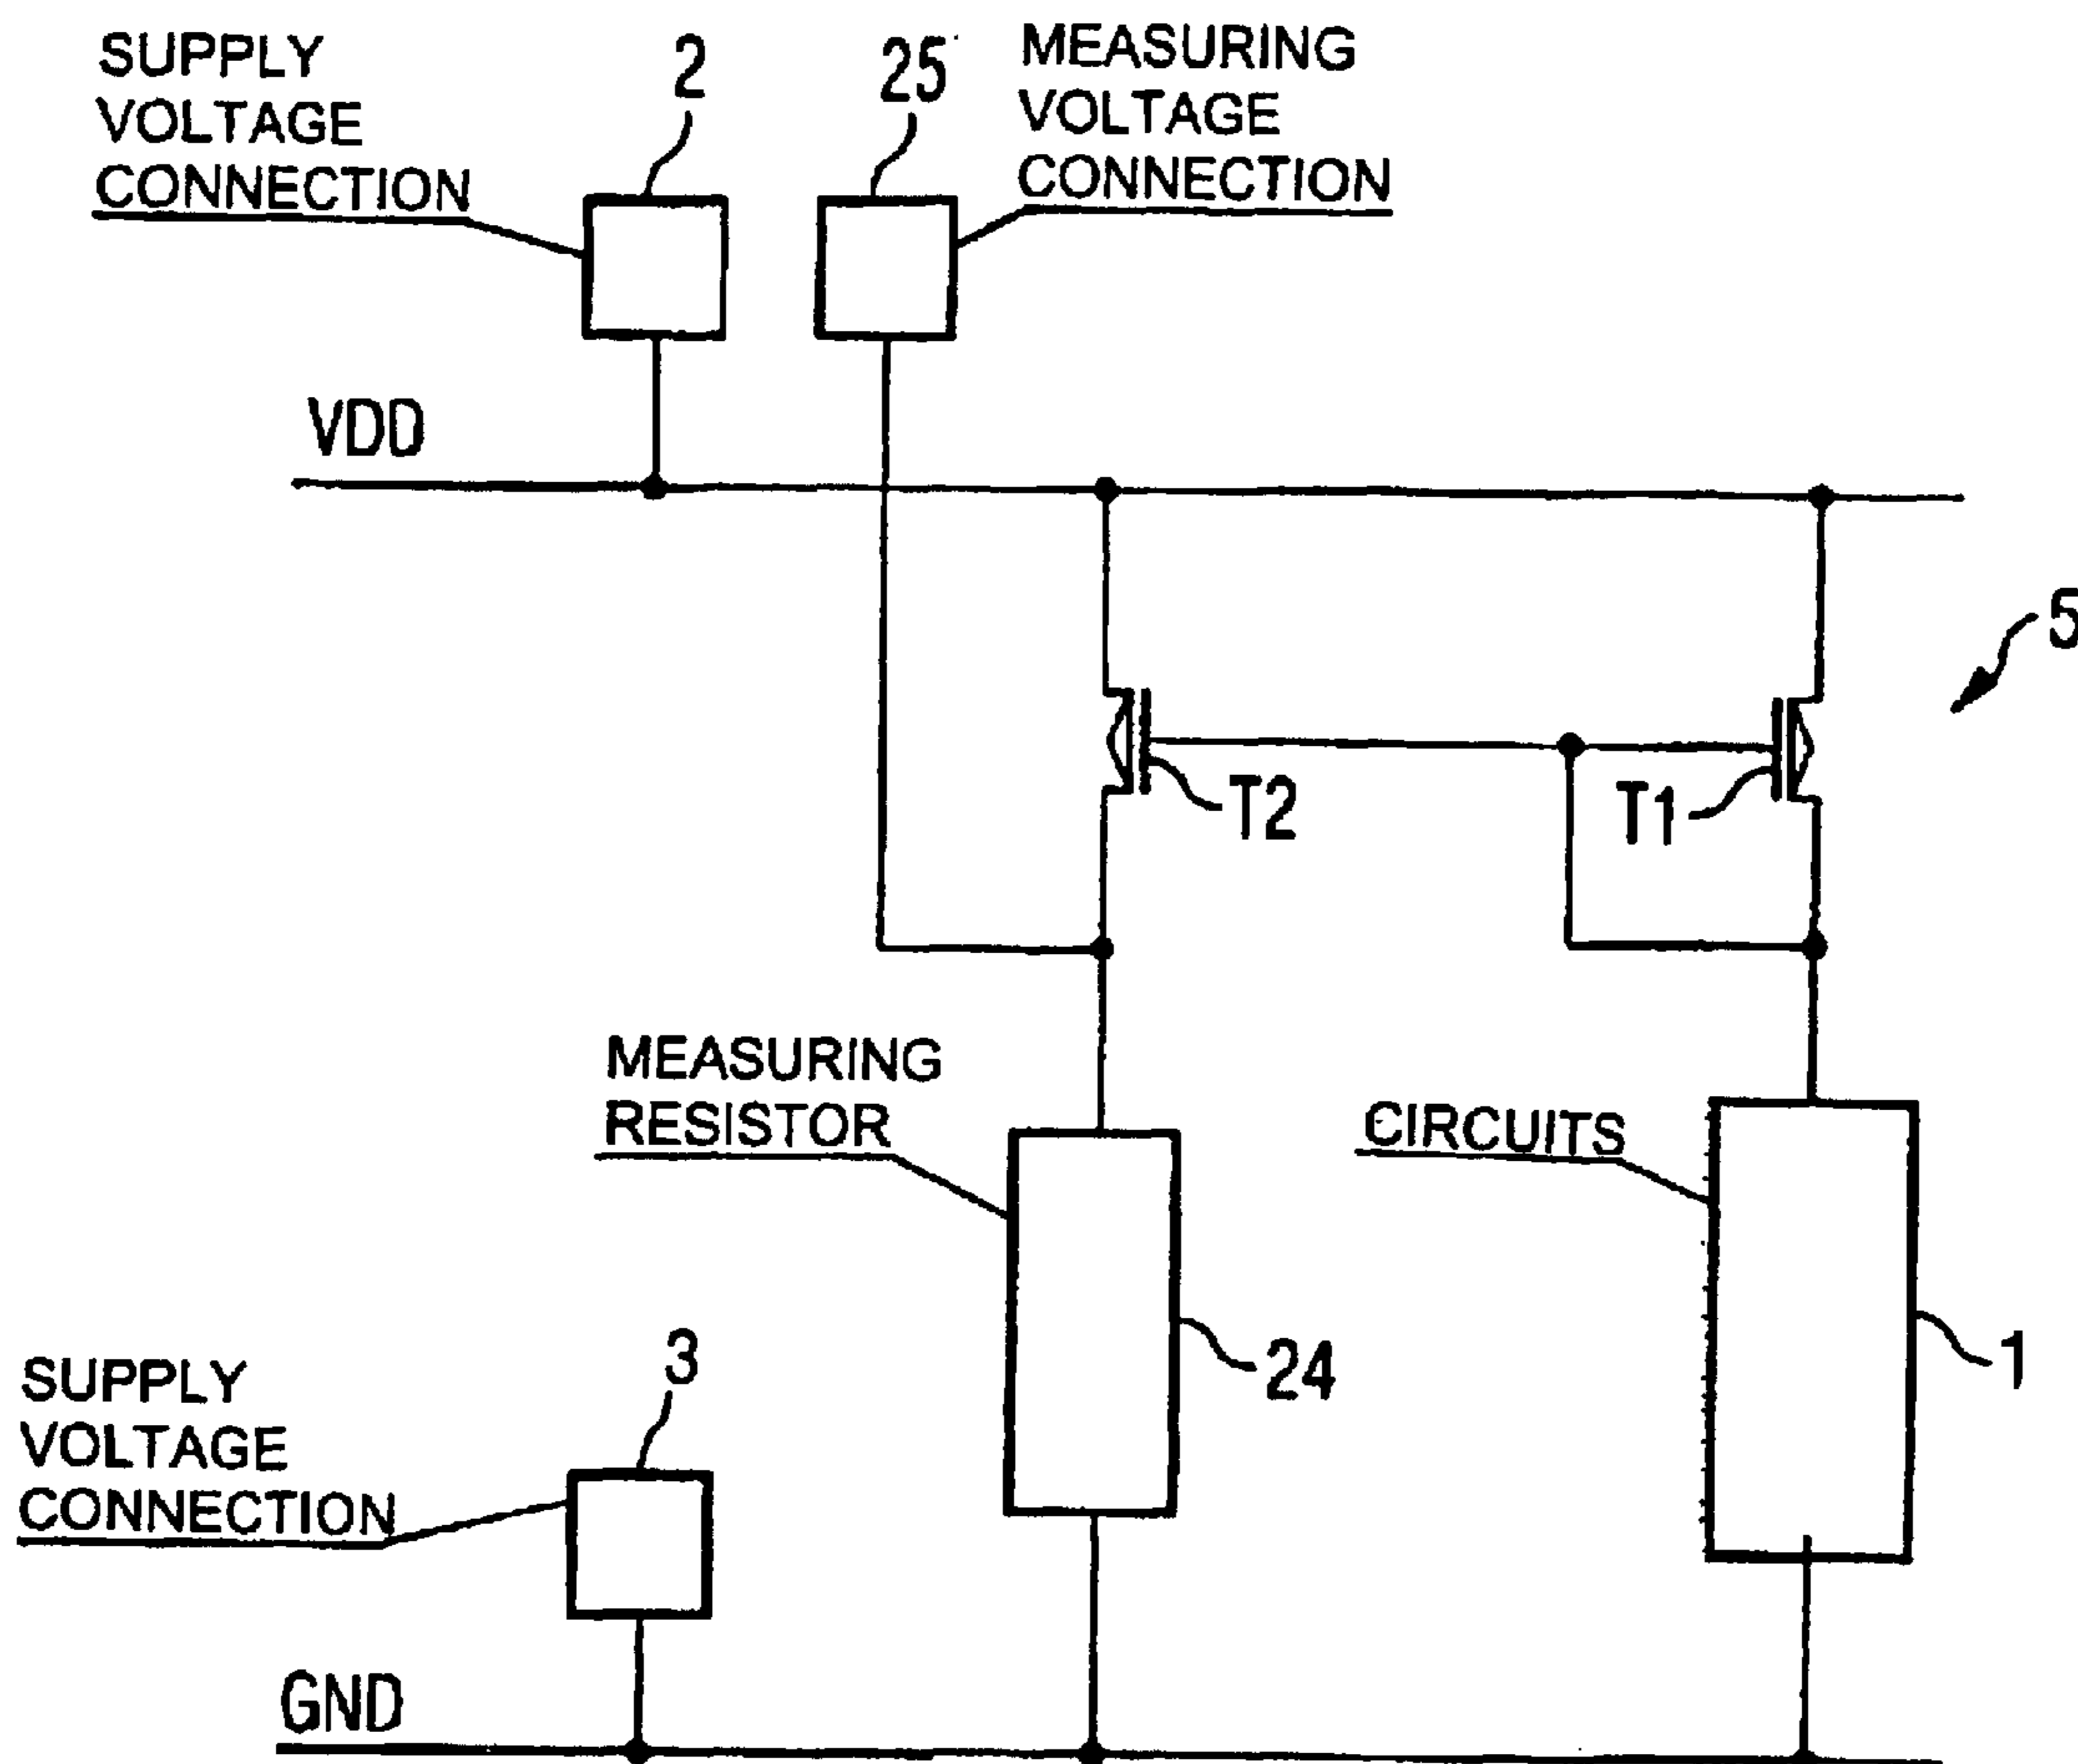 SUPPLY
VOLTAGE
CONNECTION
2
25
MEASURING
VOLTAGE
CONNECTION
VDD
5
T2
T1
MEASURING
RESISTOR
CIRCUITS
24
1
SUPPLY
VOLTAGE
CONNECTION
3
GND